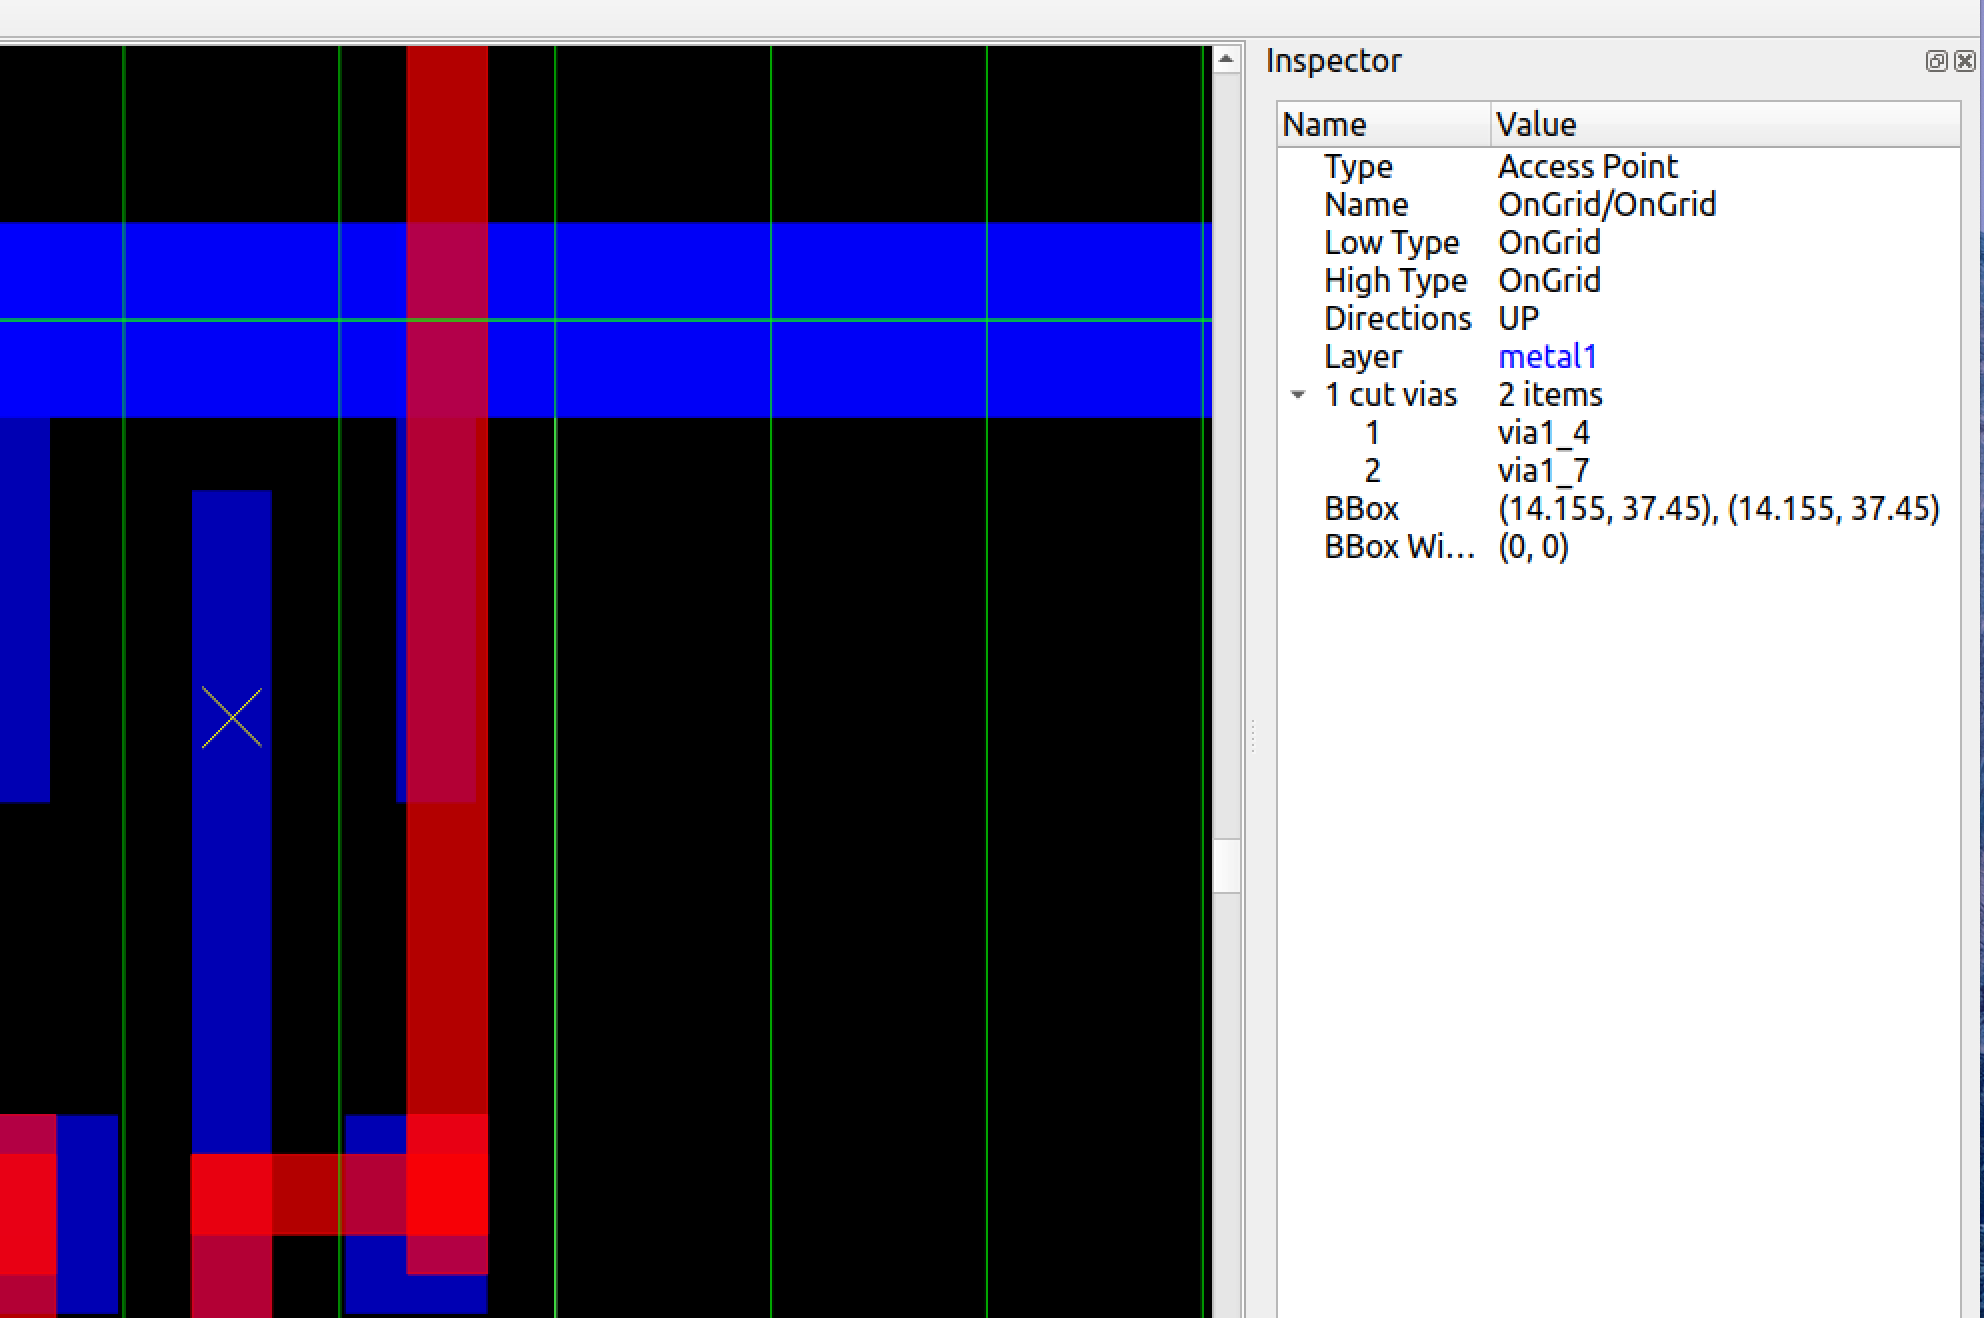 Inspector
Name Value
Type Access Point
Name OnGrid/OnGrid
Low Type OnGrid
High Type OnGrid
Directions UP
Layer metal1
1 cut vias 2 items
1 via1_4
2 via1_7
BBox (14.155, 37.45), (14.155, 37.45)
BBox Wi... (0, 0)